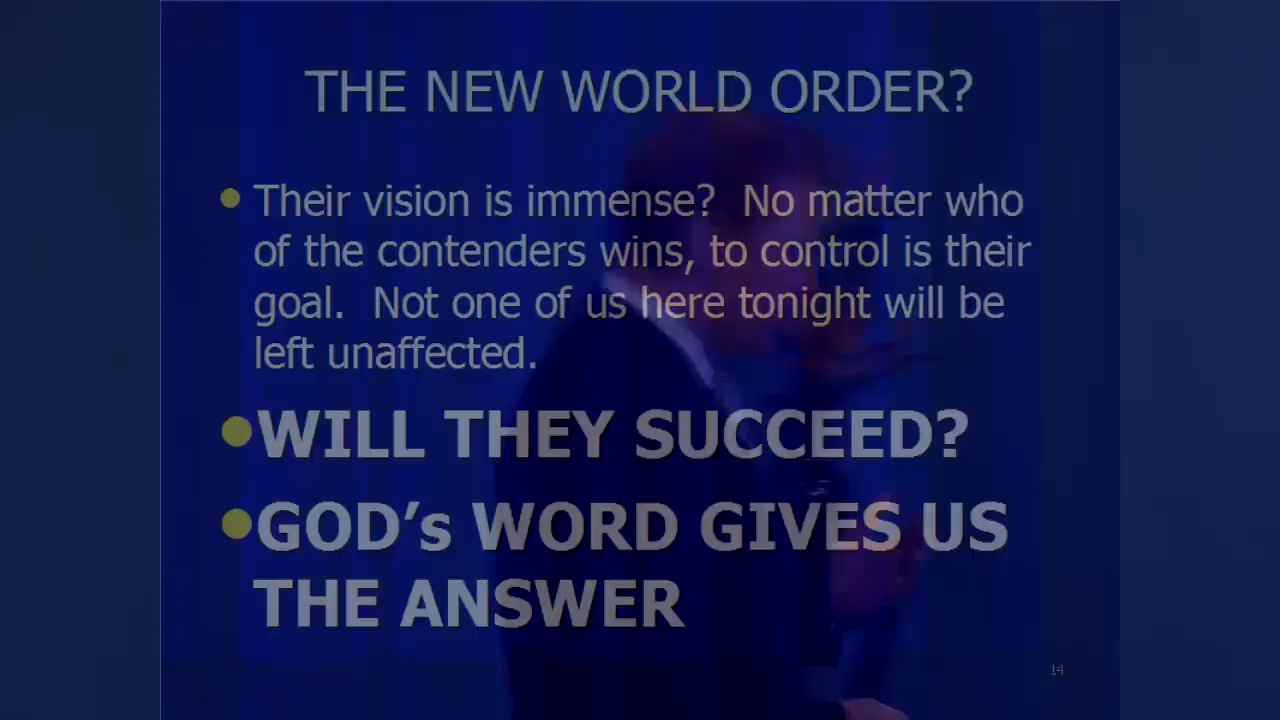 THE NEW WORLD ORDER?
• Their vision is immense? No matter who
of the contenders wins, to control is their
goal. Not one of us here tonight will be
left unaffected.
• WILL THEY SUCCEED?
• GOD's WORD GIVES US
THE ANSWER
14